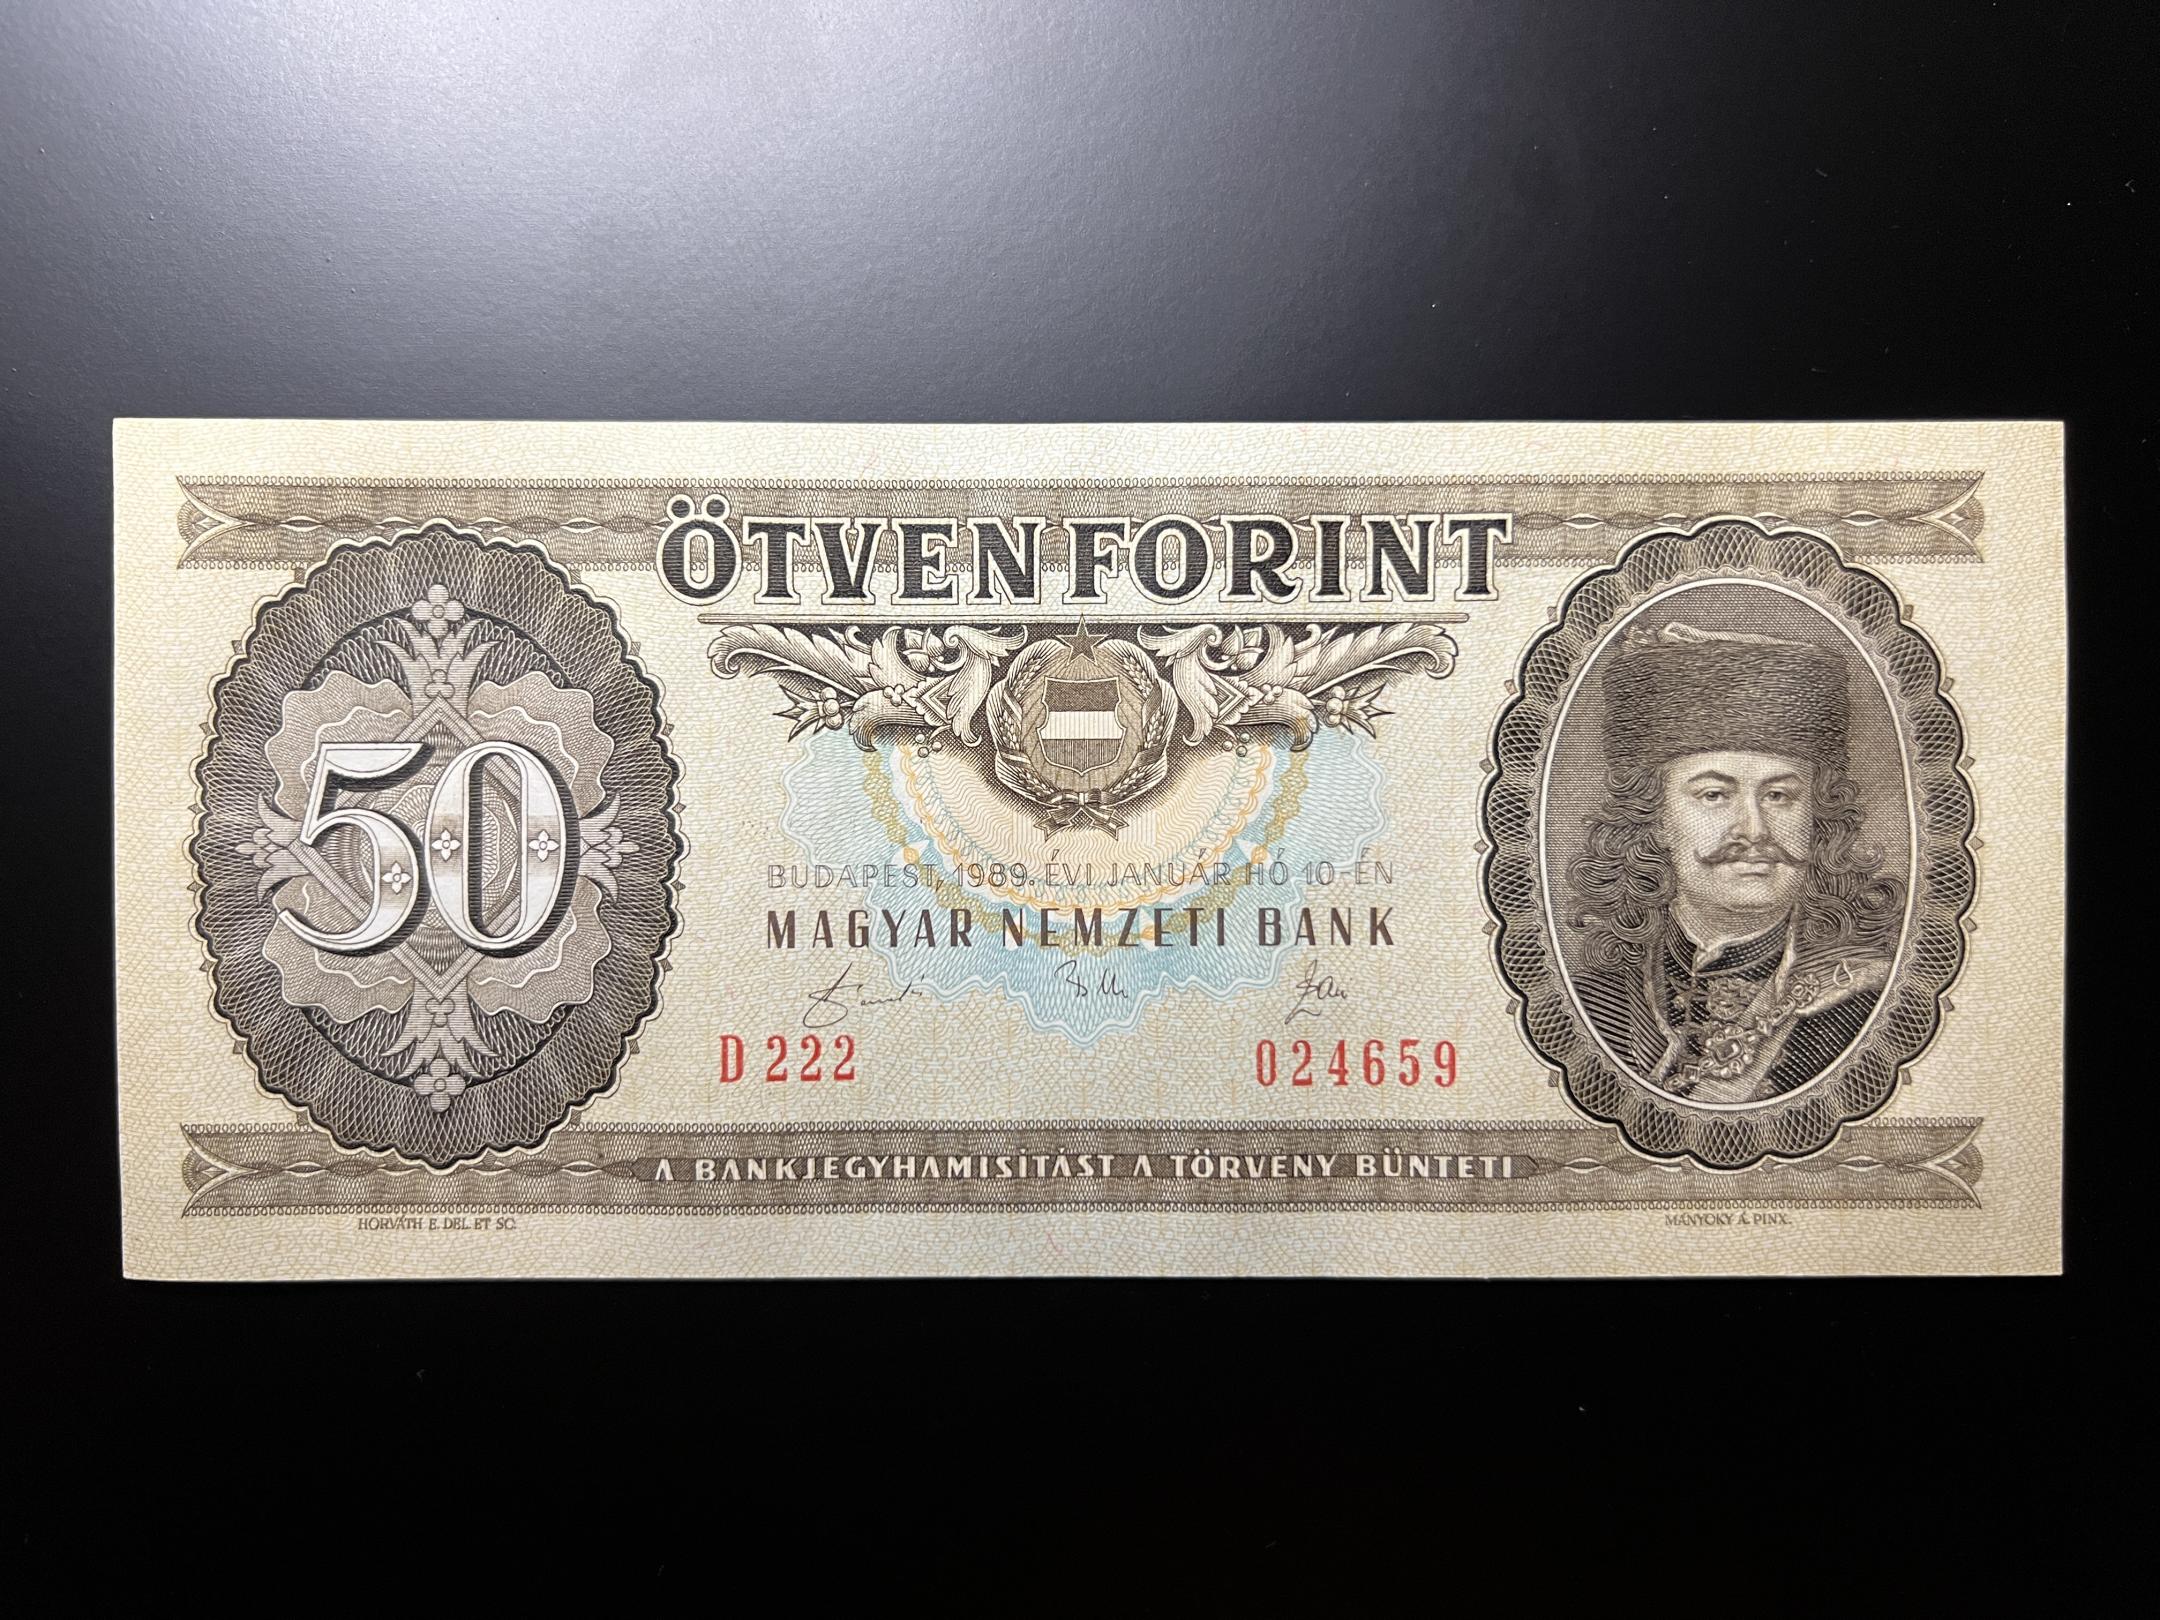 ÖTVEN FORINT
50
BUDAPEST, 1989. ÉVI JANUÁR HÓ 10-ÉN
MAGYAR NEMZETI BANK
D 222 024659
A BANKJEGYHAMISÍTÁST A TÖRVÉNY BÜNTETI
HORVÁTH E. DEL. ET SC. MÁNYOKY Á. PINX.